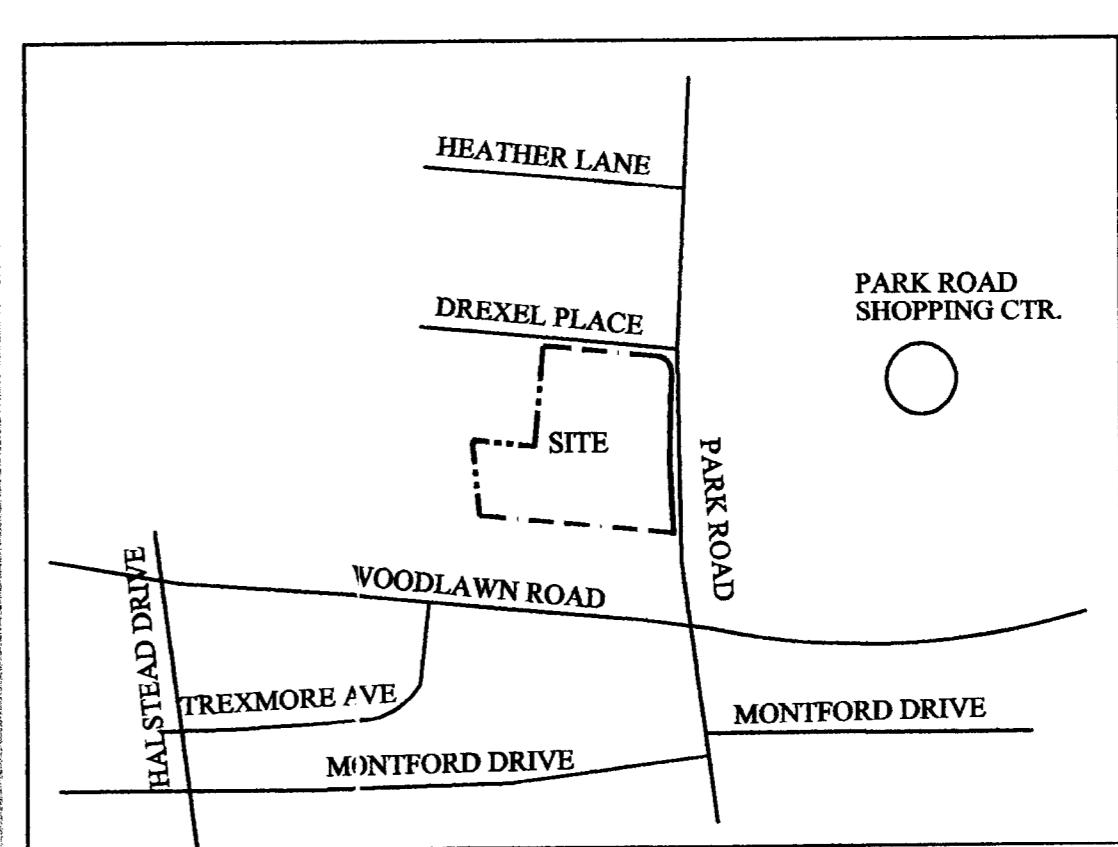 HEATHER LANE
PARK ROAD
SHOPPING CTR.
DREXEL PLACE
SITE
PARK ROAD
WOODLAWN ROAD
HALSTEAD DRIVE
TREXMORE AVE
MONTFORD DRIVE
MONTFORD DRIVE